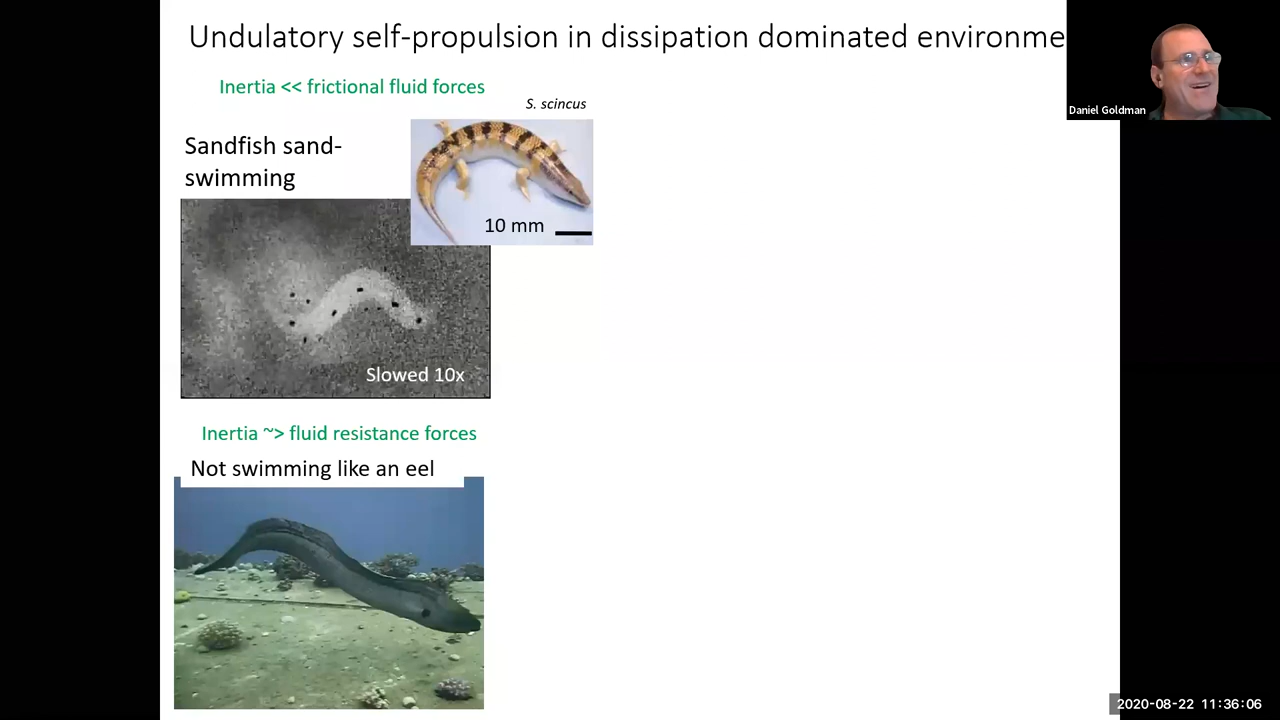 Undulatory self-propulsion in dissipation dominated environme
Daniel Goldman
Inertia << frictional fluid forces
S. scincus
Sandfish sand-
swimming
10 mm
Slowed 10x
Inertia ~> fluid resistance forces
Not swimming like an eel
2020-08-22 11:36:06